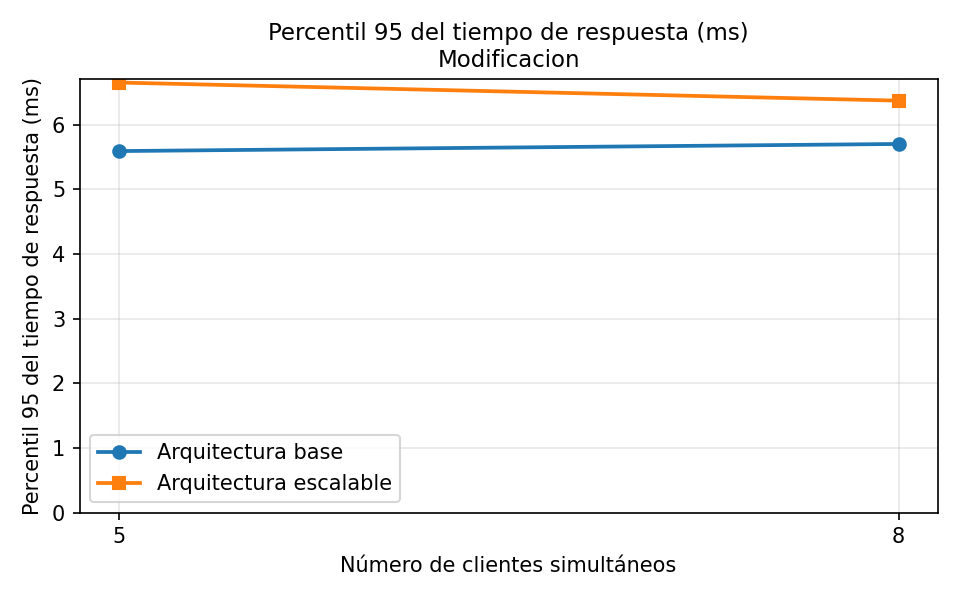 Percentil 95 del tiempo de respuesta (ms)
Modificacion
Percentil 95 del tiempo de respuesta (ms)
6
5
4
3
2
1
0
Arquitectura base
Arquitectura escalable
5
8
Número de clientes simultáneos